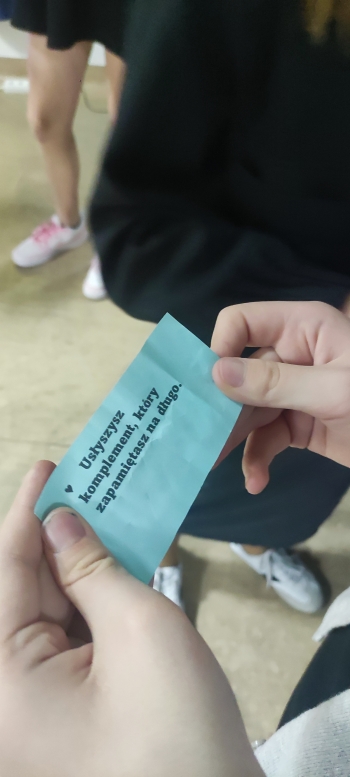 ♥ Usłyszysz
komplement, który
zapamiętasz na długo.